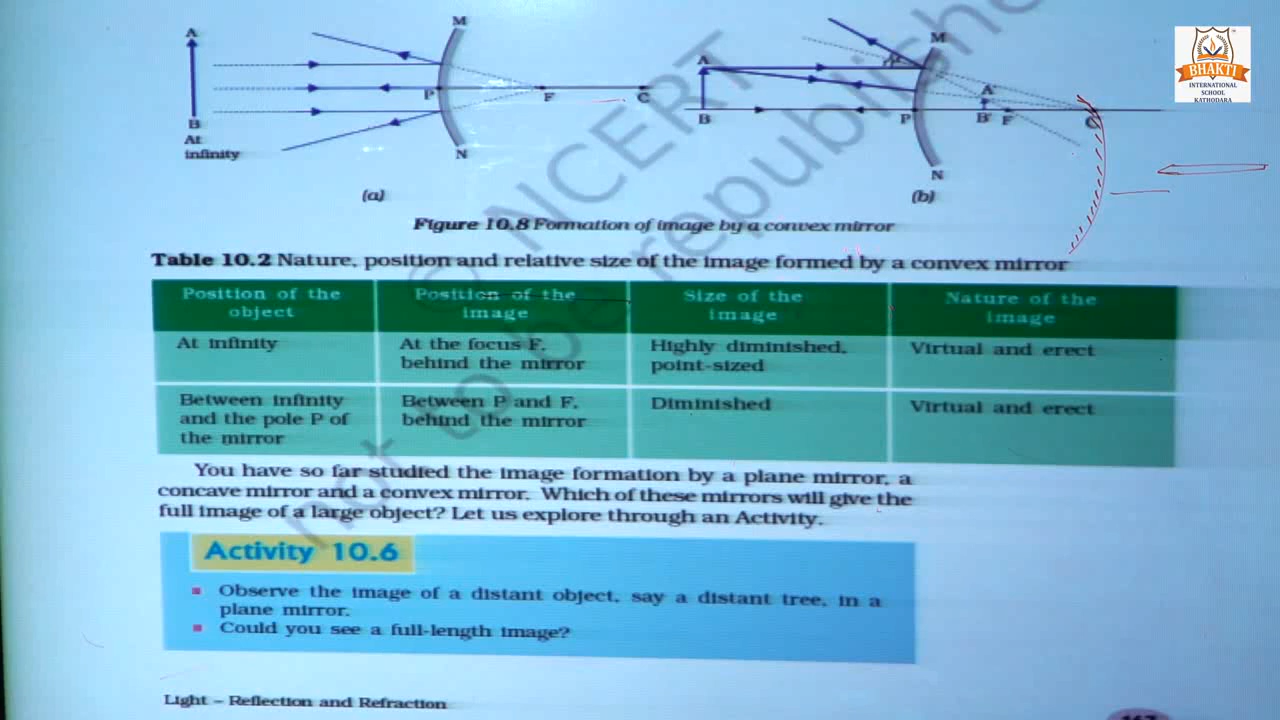 A
B
At
infinity
M
P
F
C
N
(a)
A
B
M
P
A'
B'
F
C
N
(b)
BHAKTI
INTERNATIONAL
SCHOOL
KATHODARA
© NCERT
not to be republished
Figure 10.8 Formation of image by a convex mirror
Table 10.2 Nature, position and relative size of the image formed by a convex mirror
Position of the object
Position of the image
Size of the image
Nature of the image
At infinity
At the focus F,
behind the mirror
Highly diminished,
point-sized
Virtual and erect
Between infinity
and the pole P of
the mirror
Between P and F,
behind the mirror
Diminished
Virtual and erect
You have so far studied the image formation by a plane mirror, a
concave mirror and a convex mirror. Which of these mirrors will give the
full image of a large object? Let us explore through an Activity.
Activity 10.6
Observe the image of a distant object, say a distant tree, in a
plane mirror.
Could you see a full-length image?
Light – Reflection and Refraction